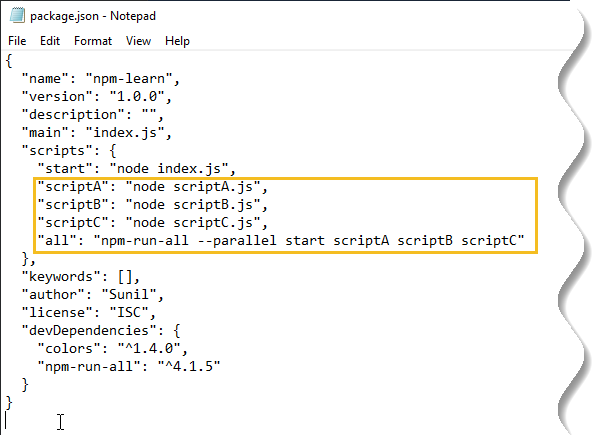 package.json - Notepad
File Edit Format View Help
{
  "name": "npm-learn",
  "version": "1.0.0",
  "description": "",
  "main": "index.js",
  "scripts": {
    "start": "node index.js",
    "scriptA": "node scriptA.js",
    "scriptB": "node scriptB.js",
    "scriptC": "node scriptC.js",
    "all": "npm-run-all --parallel start scriptA scriptB scriptC"
  },
  "keywords": [],
  "author": "Sunil",
  "license": "ISC",
  "devDependencies": {
    "colors": "^1.4.0",
    "npm-run-all": "^4.1.5"
  }
}